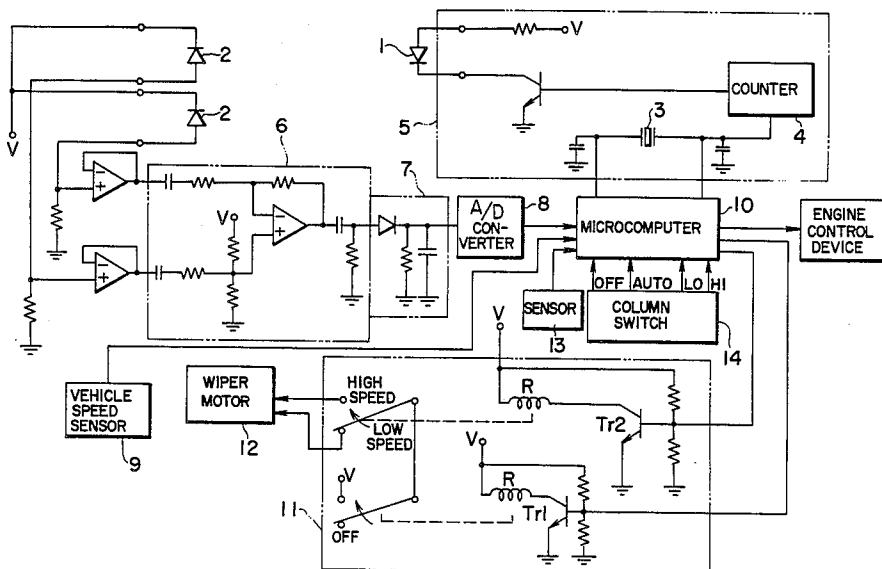 1
V
2
2
V
5
3
COUNTER
4
6
7
V
A/D
CON-
VERTER
8
MICROCOMPUTER
10
ENGINE
CONTROL
DEVICE
OFF
AUTO
LO
HI
SENSOR
13
COLUMN
SWITCH
14
VEHICLE
SPEED
SENSOR
9
WIPER
MOTOR
12
HIGH
SPEED
LOW
SPEED
V
R
Tr2
V
R
Tr1
V
OFF
11